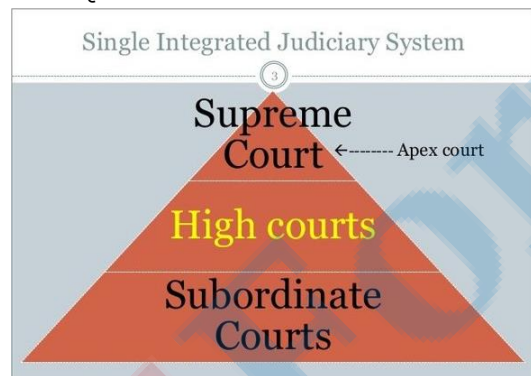 Single Integrated Judiciary System
3
Supreme
Court ←-------- Apex court
High courts
Subordinate
Courts